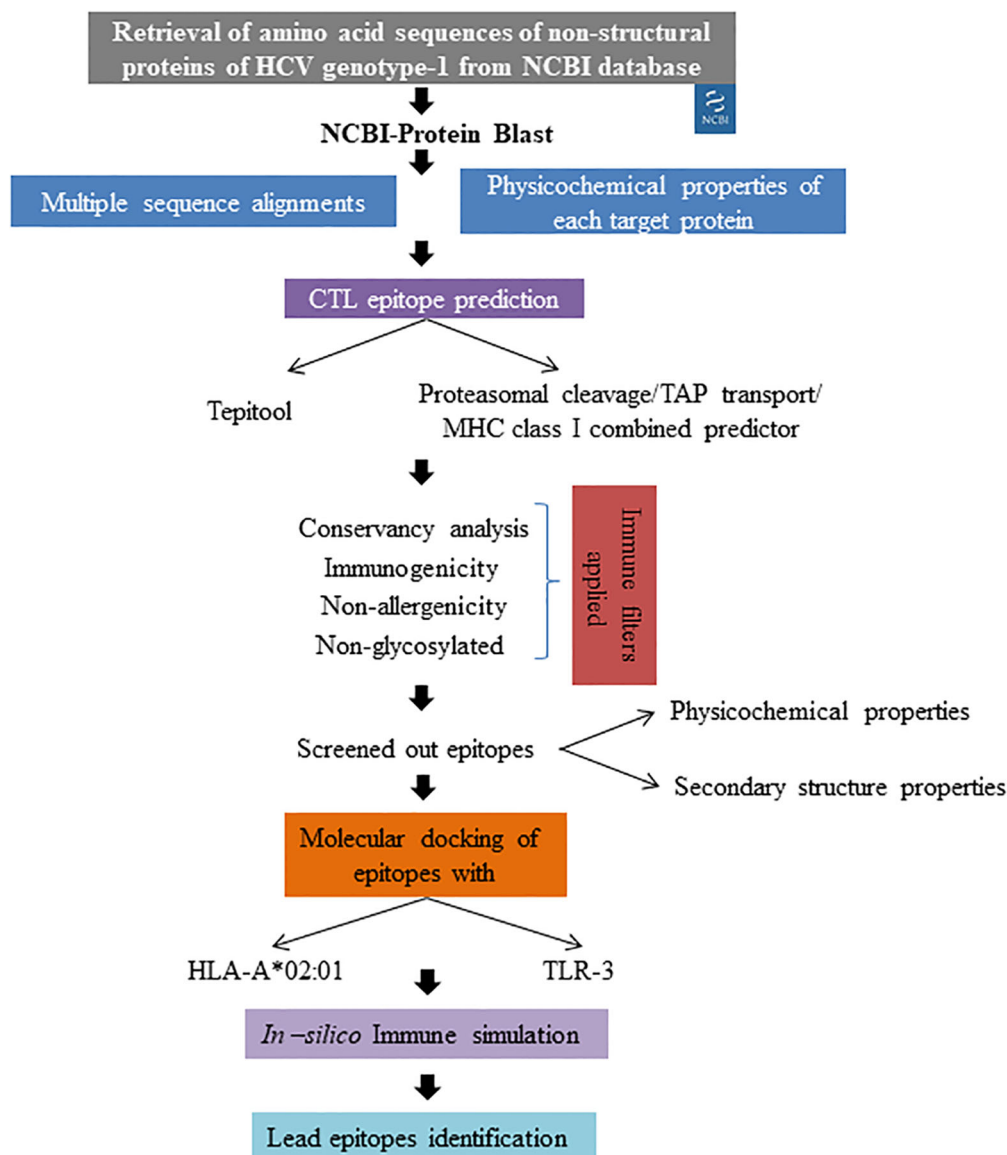 Retrieval of amino acid sequences of non-structural
proteins of HCV genotype-1 from NCBI database
NCBI
NCBI-Protein Blast
Multiple sequence alignments
Physicochemical properties of
each target protein
CTL epitope prediction
Tepitool
Proteasomal cleavage/TAP transport/
MHC class I combined predictor
Conservancy analysis
Immunogenicity
Non-allergenicity
Non-glycosylated
Immune filters
applied
Screened out epitopes
Physicochemical properties
Secondary structure properties
Molecular docking of
epitopes with
HLA-A*02:01
TLR-3
In –silico Immune simulation
Lead epitopes identification